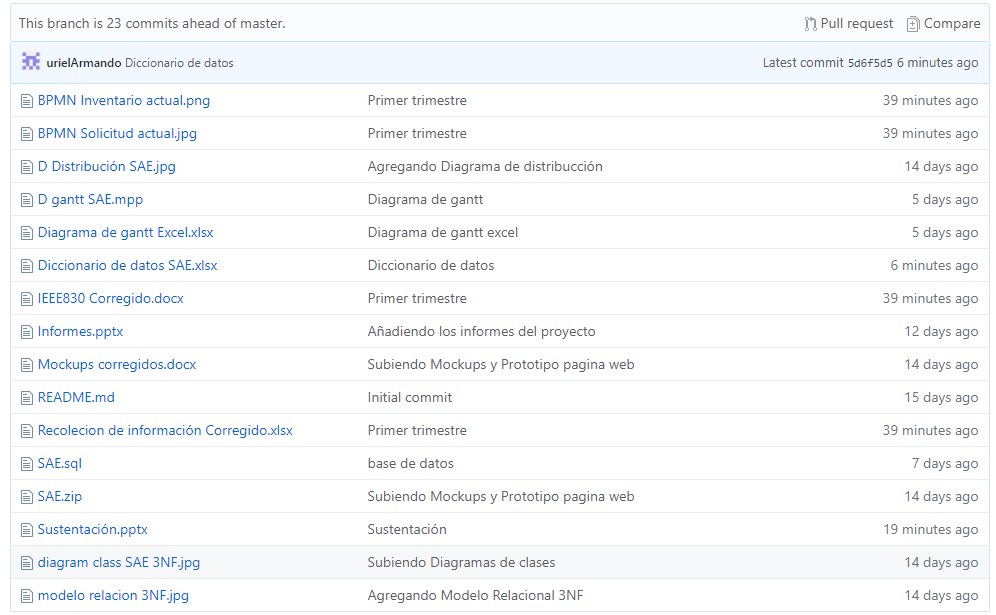 This branch is 23 commits ahead of master. Pull request Compare
urielArmando Diccionario de datos Latest commit 5d6f5d5 6 minutes ago
BPMN Inventario actual.png Primer trimestre 39 minutes ago
BPMN Solicitud actual.jpg Primer trimestre 39 minutes ago
D Distribución SAE.jpg Agregando Diagrama de distribucción 14 days ago
D gantt SAE.mpp Diagrama de gantt 5 days ago
Diagrama de gantt Excel.xlsx Diagrama de gantt excel 5 days ago
Diccionario de datos SAE.xlsx Diccionario de datos 6 minutes ago
IEEE830 Corregido.docx Primer trimestre 39 minutes ago
Informes.pptx Añadiendo los informes del proyecto 12 days ago
Mockups corregidos.docx Subiendo Mockups y Prototipo pagina web 14 days ago
README.md Initial commit 15 days ago
Recolecion de información Corregido.xlsx Primer trimestre 39 minutes ago
SAE.sql base de datos 7 days ago
SAE.zip Subiendo Mockups y Prototipo pagina web 14 days ago
Sustentación.pptx Sustentación 19 minutes ago
diagram class SAE 3NF.jpg Subiendo Diagramas de clases 14 days ago
modelo relacion 3NF.jpg Agregando Modelo Relacional 3NF 14 days ago